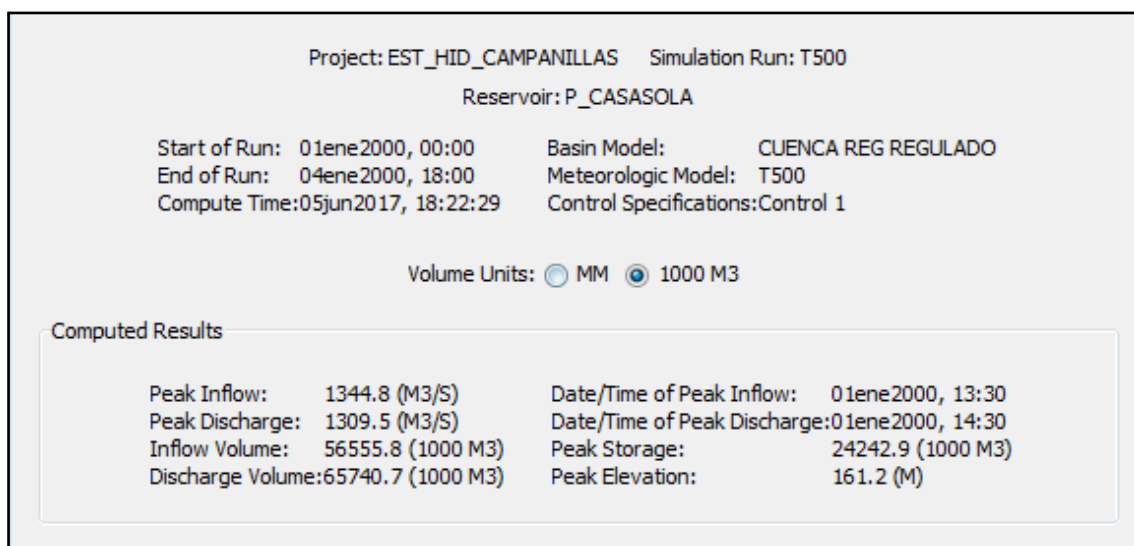 Project: EST_HID_CAMPANILLAS Simulation Run: T500
Reservoir: P_CASASOLA
Start of Run: 01ene2000, 00:00 Basin Model: CUENCA REG REGULADO
End of Run: 04ene2000, 18:00 Meteorologic Model: T500
Compute Time:05jun2017, 18:22:29 Control Specifications:Control 1
Volume Units: MM 1000 M3
Computed Results
Peak Inflow: 1344.8 (M3/S) Date/Time of Peak Inflow: 01ene2000, 13:30
Peak Discharge: 1309.5 (M3/S) Date/Time of Peak Discharge:01ene2000, 14:30
Inflow Volume: 56555.8 (1000 M3) Peak Storage: 24242.9 (1000 M3)
Discharge Volume:65740.7 (1000 M3) Peak Elevation: 161.2 (M)